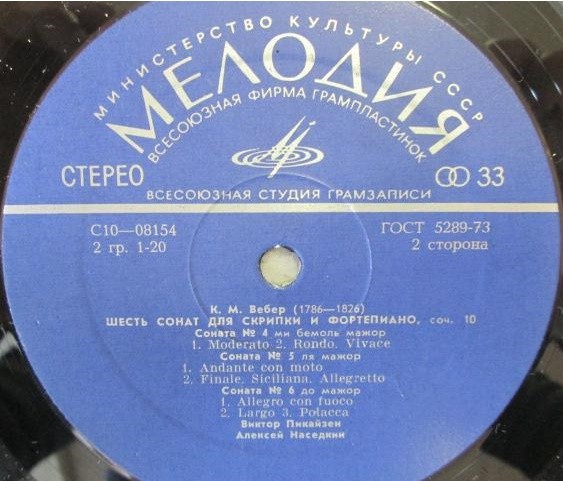 МИНИСТЕРСТВО КУЛЬТУРЫ СССР
МЕЛОДИЯ
ВСЕСОЮЗНАЯ ФИРМА ГРАМПЛАСТИНОК
СТЕРЕО
33
ВСЕСОЮЗНАЯ СТУДИЯ ГРАМЗАПИСИ
С10—08154
ГОСТ 5289-73
2 гр. 1-20
2 сторона
К. М. Вебер (1786—1826)
ШЕСТЬ СОНАТ ДЛЯ СКРИПКИ И ФОРТЕПИАНО, соч. 10
Соната № 4 ми бемоль мажор
1. Moderato 2. Rondo. Vivace
Соната № 5 ля мажор
1. Andante con moto
2. Finale, Siciliana. Allegretto
Соната № 6 до мажор
1. Allegro con fuoco
2. Largo 3. Polacca
Виктор Пикайзен
Алексей Наседкин